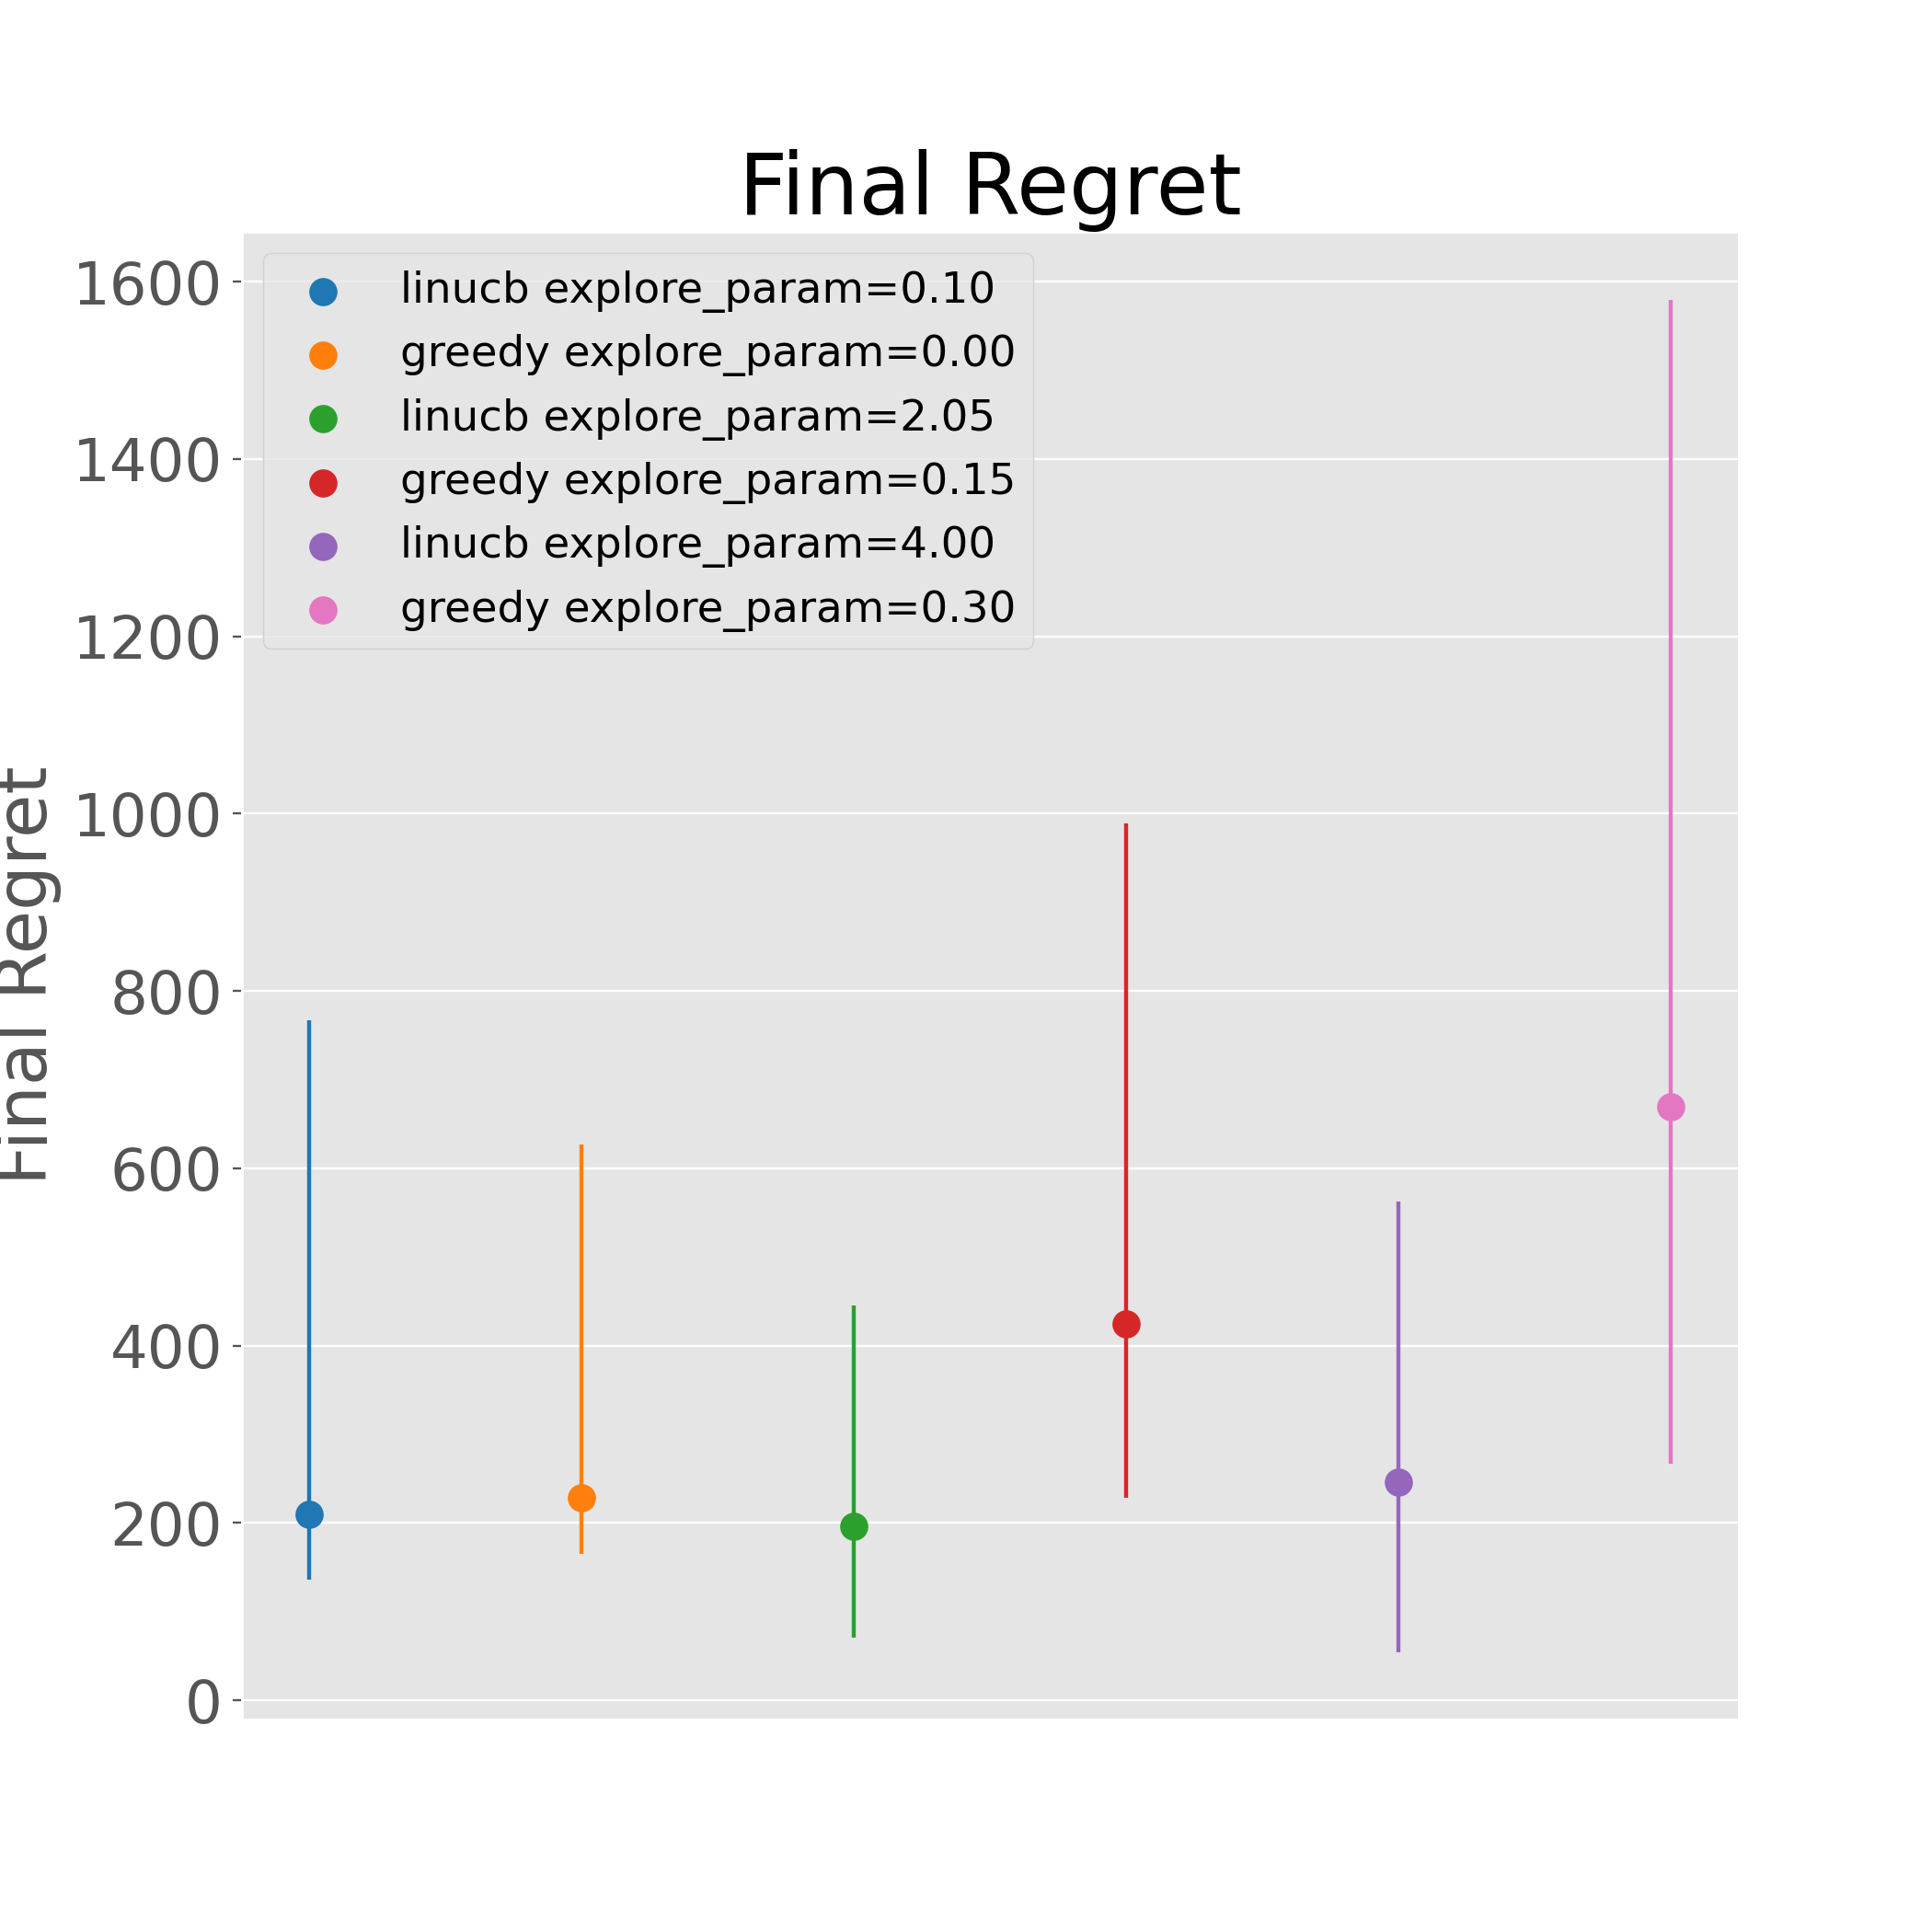 Final Regret
1600
1400
1200
1000
800
600
400
200
0
Final Regret
linucb explore_param=0.10
greedy explore_param=0.00
linucb explore_param=2.05
greedy explore_param=0.15
linucb explore_param=4.00
greedy explore_param=0.30